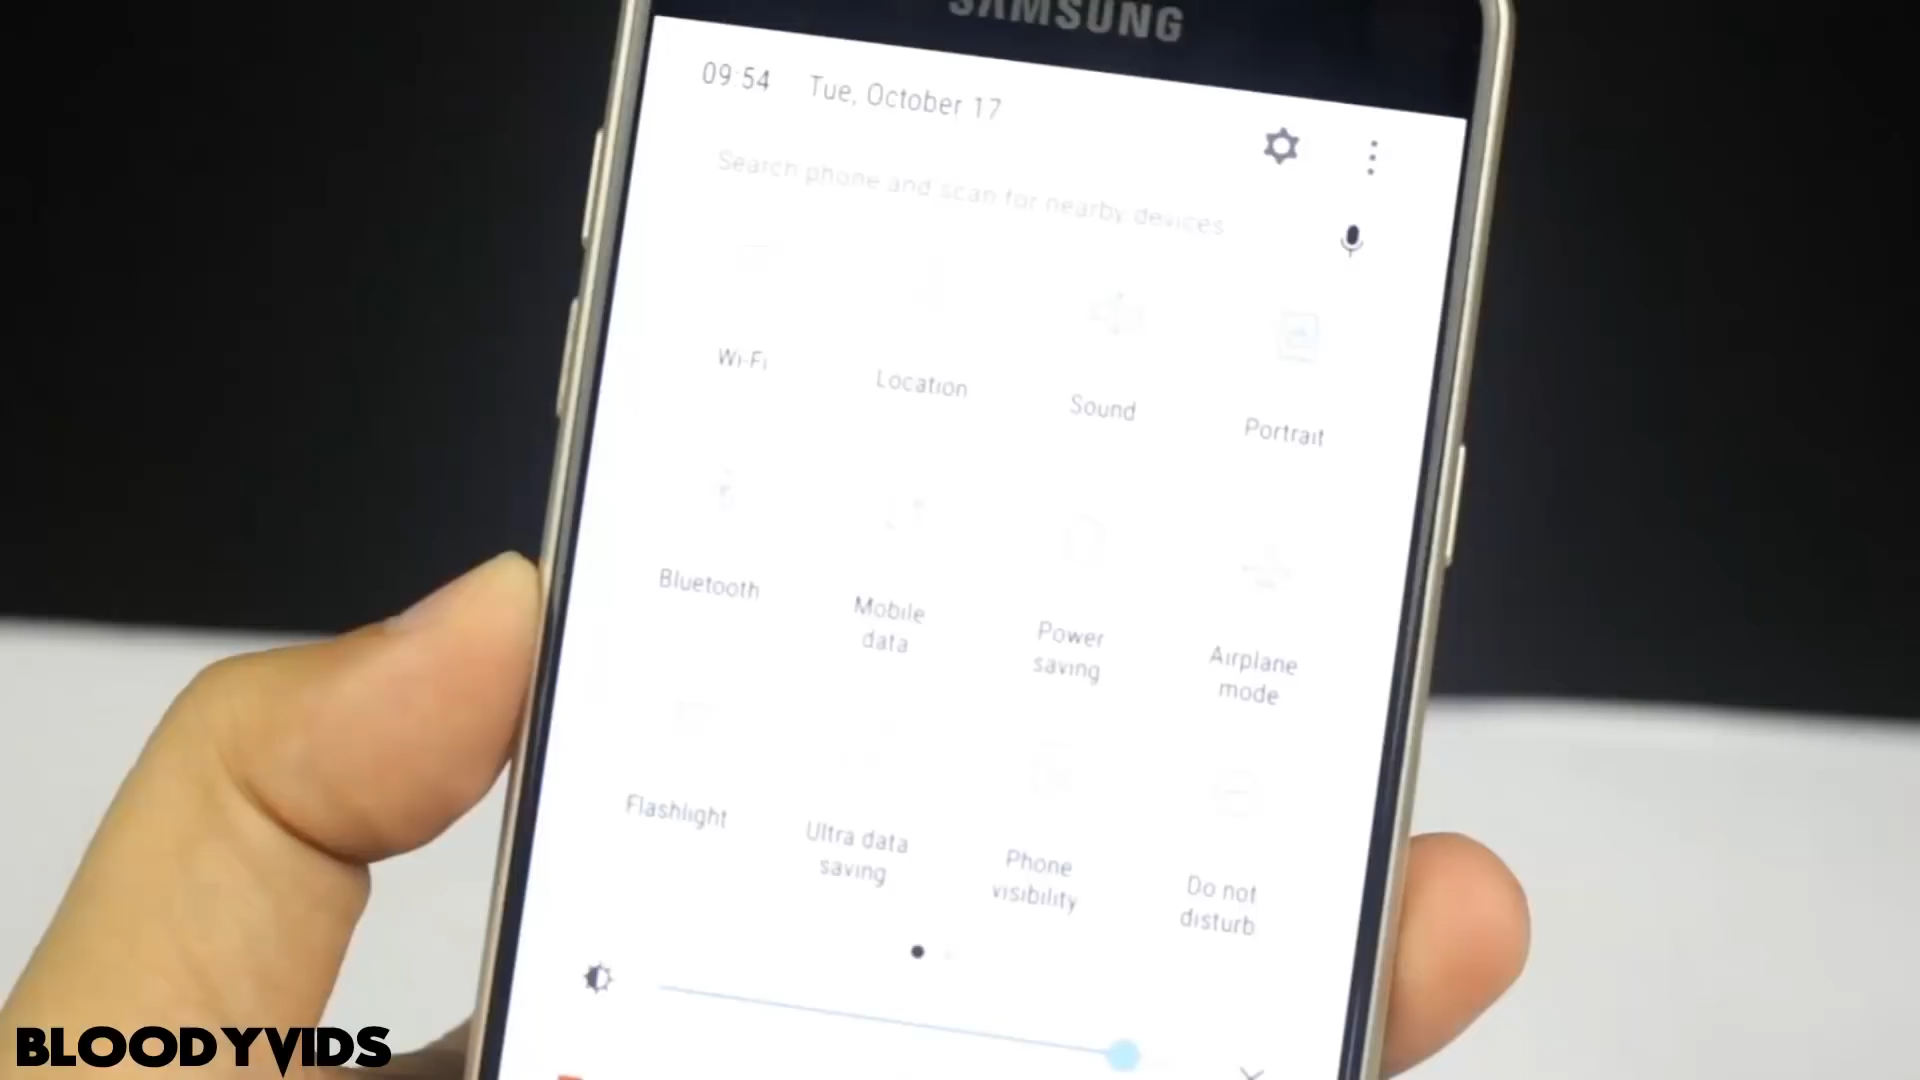 SAMSUNG
09:54 Tue, October 17
Search phone and scan for nearby devices
Wi-Fi
Location
Sound
Portrait
Bluetooth
Mobile
data
Power
saving
Airplane
mode
Flashlight
Ultra data
saving
Phone
visibility
Do not
disturb
BLOODYVIDS